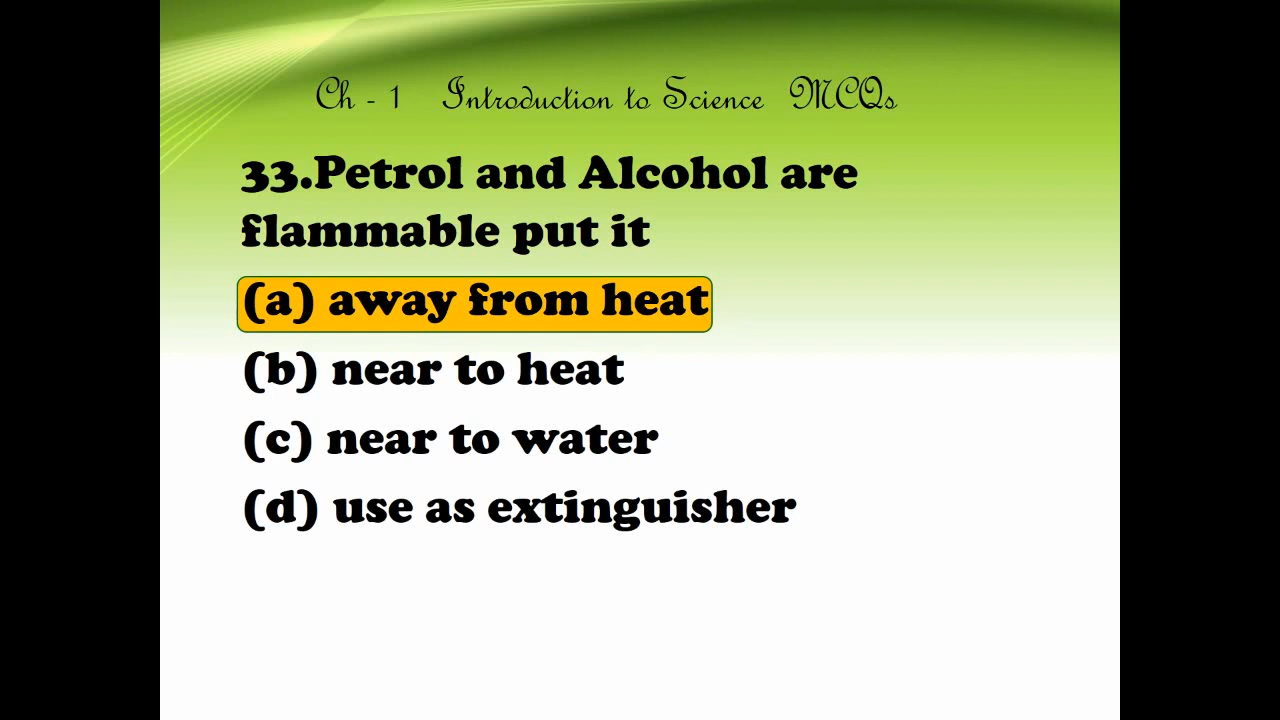 Ch - 1 Introduction to Science MCQs
33.Petrol and Alcohol are
flammable put it
(a) away from heat
(b) near to heat
(c) near to water
(d) use as extinguisher